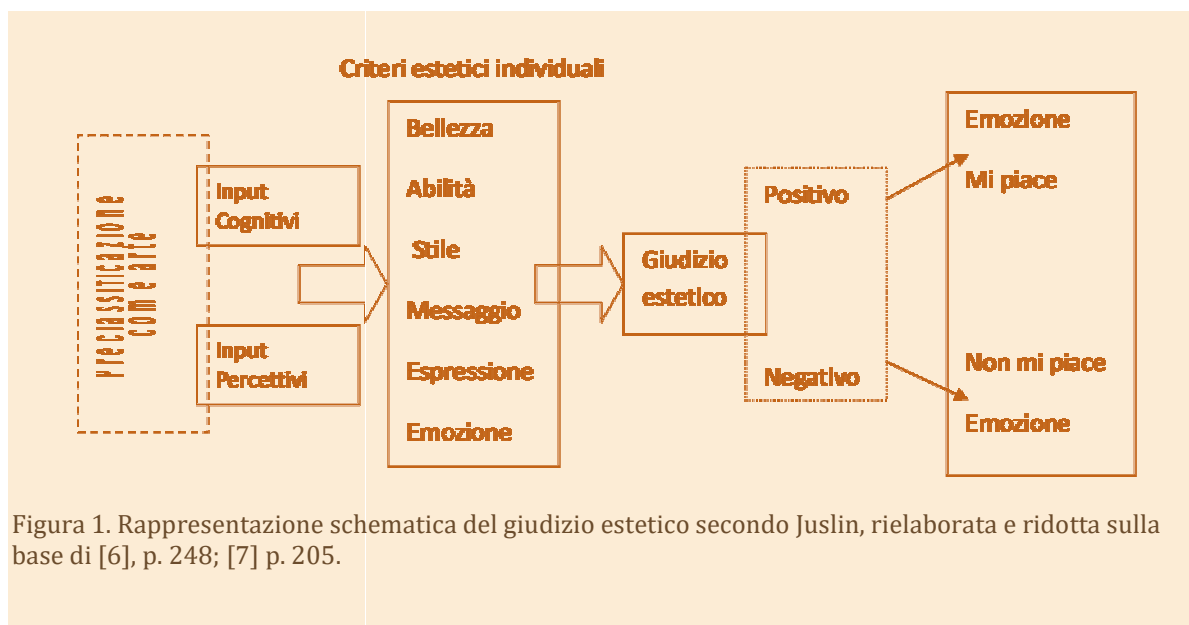 Criteri estetici individuali
preclassificazione
come arte
Input
Cognitivi
Input
Percettivi
Bellezza
Abilità
Stile
Messaggio
Espressione
Emozione
Giudizio
estetico
Positivo
Negativo
Emozione
Mi piace
Non mi piace
Emozione
Figura 1. Rappresentazione schematica del giudizio estetico secondo Juslin, rielaborata e ridotta sulla
base di [6], p. 248; [7] p. 205.